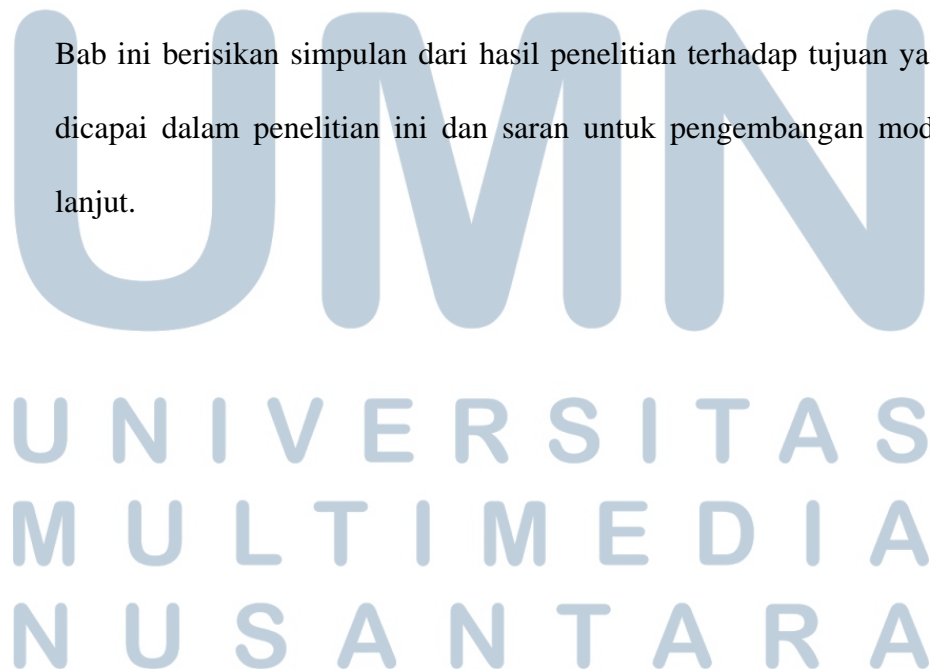 Bab ini berisikan simpulan dari hasil penelitian terhadap tujuan ya
dicapai dalam penelitian ini dan saran untuk pengembangan mod
lanjut.
UMN
UNIVERSITAS
MULTIMEDIA
NUSANTARA